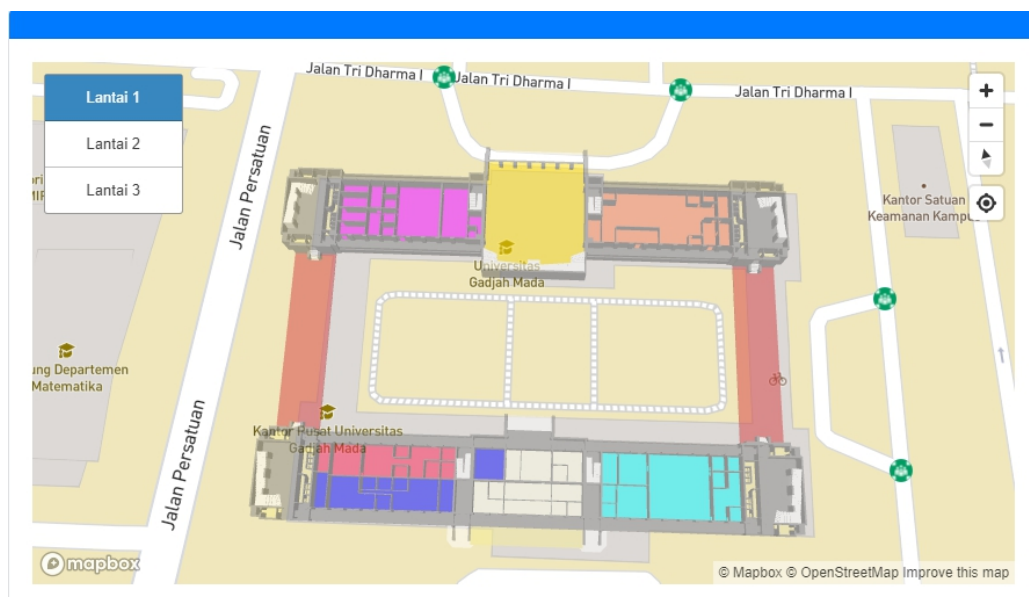 Lantai 1
Lantai 2
Lantai 3
Jalan Tri Dharma I
Jalan Tri Dharma I
Jalan Tri Dharma I
Jalan Persatuan
Kantor Satuan
Keamanan Kampus
Universitas
Gadjah Mada
ung Departemen
Matematika
Kantor Pusat Universitas
Gadjah Mada
Jalan Persatuan
mapbox
© Mapbox © OpenStreetMap Improve this map